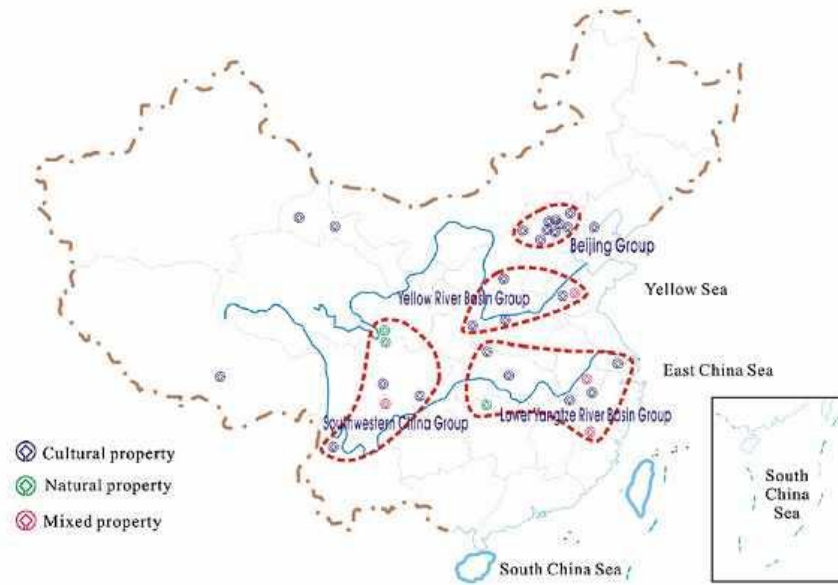 Beijing Group
Yellow River Basin Group
Yellow Sea
East China Sea
Southwestern China Group
Lower Yangtze River Basin Group
Cultural property
Natural property
Mixed property
South
China
Sea
South China Sea